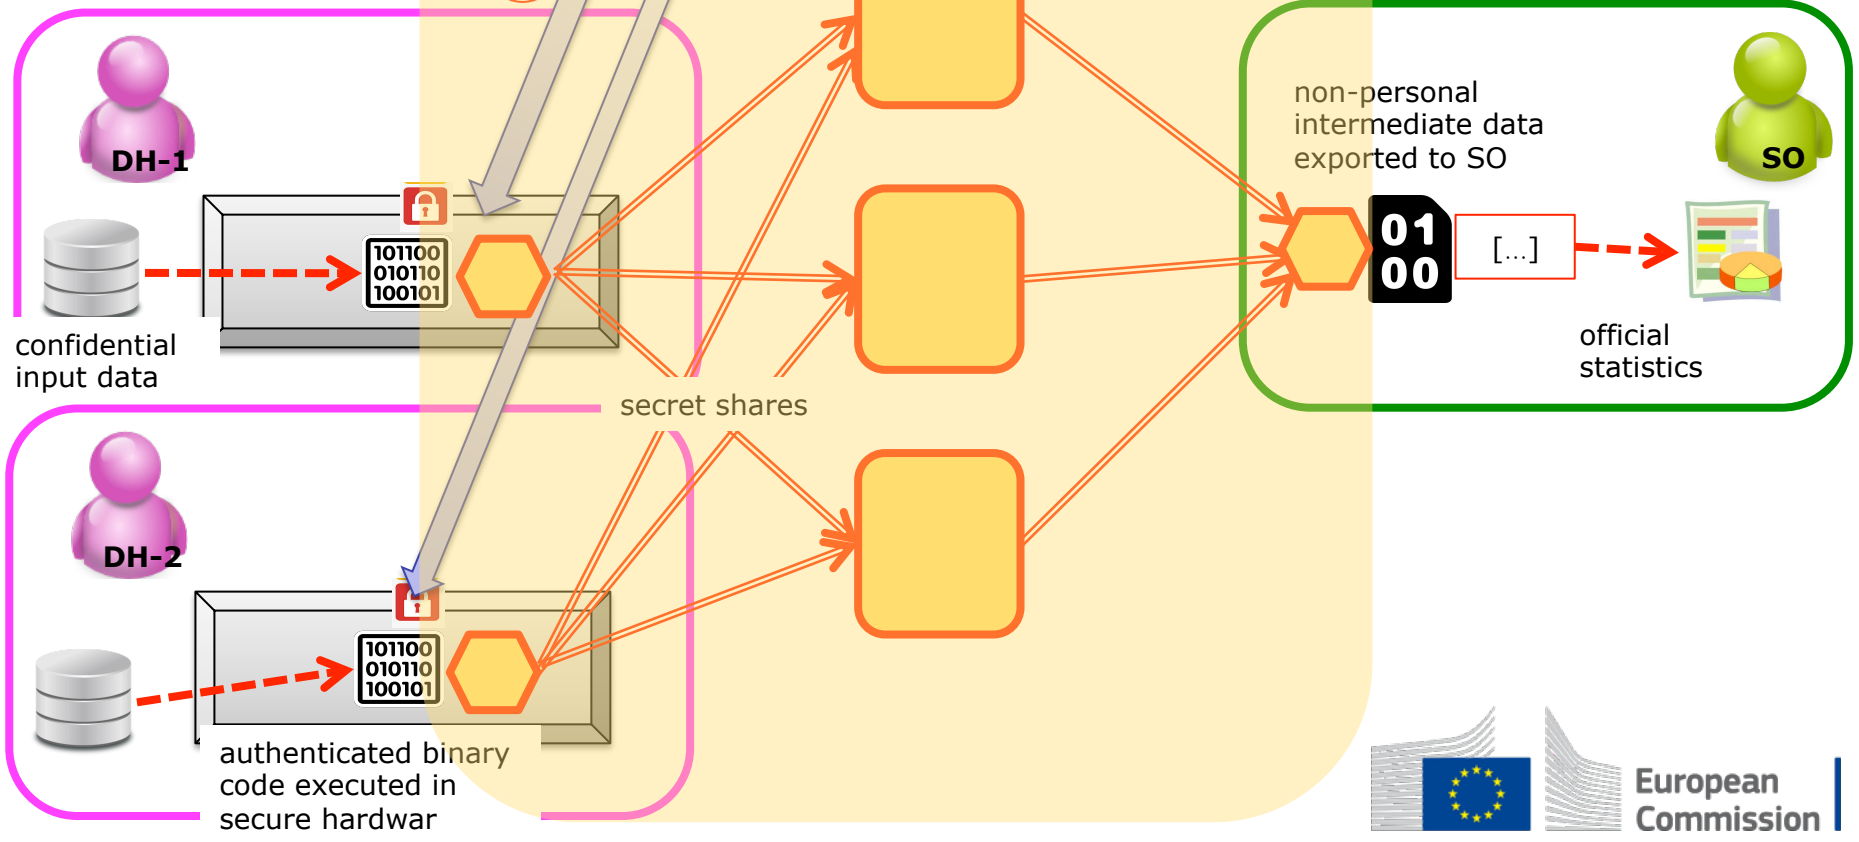 DH-1
101100
010110
100101
confidential
input data
secret shares
DH-2
101100
010110
100101
authenticated binary
code executed in
secure hardwar
non-personal
intermediate data
exported to SO
SO
01
00
[...]
official
statistics
European
Commission